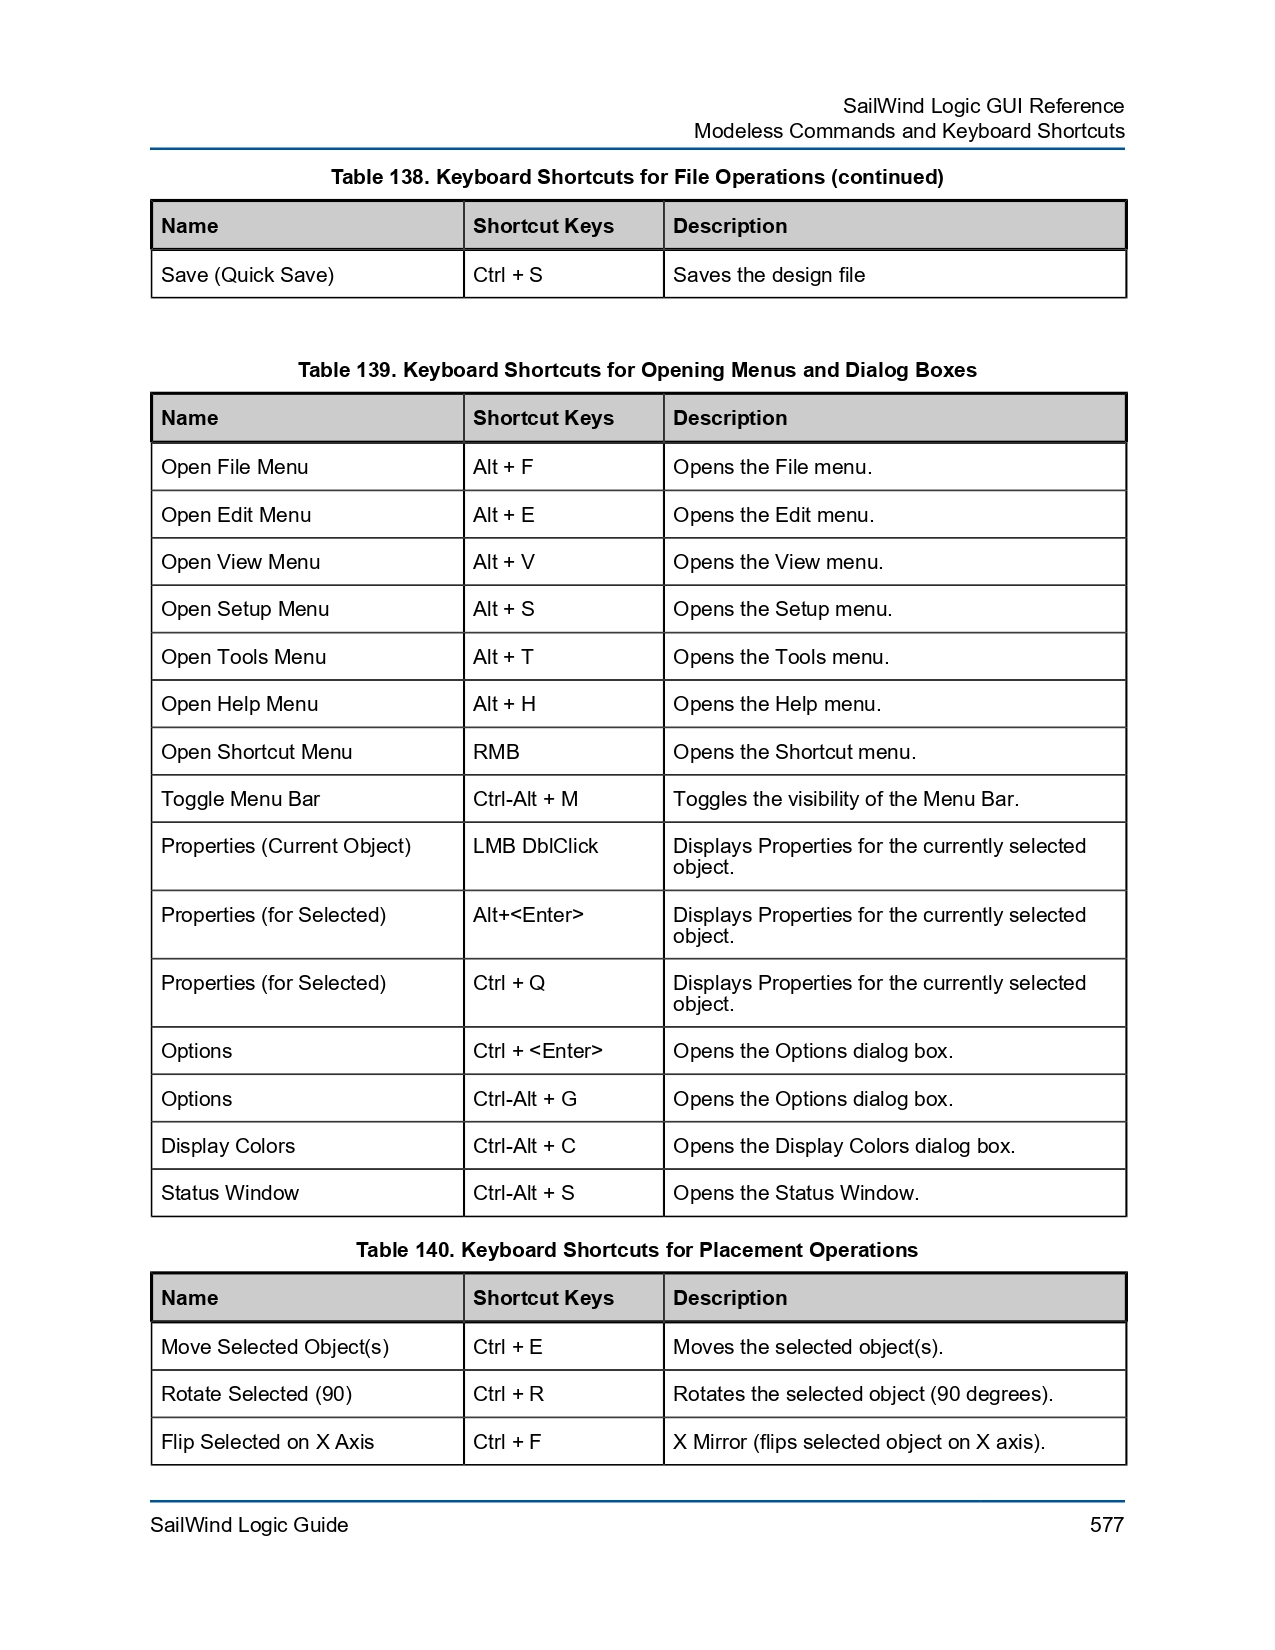 SailWind Logic GUI Reference
Modeless Commands and Keyboard Shortcuts
Table 138. Keyboard Shortcuts for File Operations (continued)
Name Shortcut Keys Description
Save (Quick Save) Ctrl + S Saves the design file
Table 139. Keyboard Shortcuts for Opening Menus and Dialog Boxes
Name Shortcut Keys Description
Open File Menu Alt + F Opens the File menu.
Open Edit Menu Alt + E Opens the Edit menu.
Open View Menu Alt + V Opens the View menu.
Open Setup Menu Alt + S Opens the Setup menu.
Open Tools Menu Alt + T Opens the Tools menu.
Open Help Menu Alt + H Opens the Help menu.
Open Shortcut Menu RMB Opens the Shortcut menu.
Toggle Menu Bar Ctrl-Alt + M Toggles the visibility of the Menu Bar.
Properties (Current Object) LMB DblClick Displays Properties for the currently selected
object.
Properties (for Selected) Alt+<Enter> Displays Properties for the currently selected
object.
Properties (for Selected) Ctrl + Q Displays Properties for the currently selected
object.
Options Ctrl + <Enter> Opens the Options dialog box.
Options Ctrl-Alt + G Opens the Options dialog box.
Display Colors Ctrl-Alt + C Opens the Display Colors dialog box.
Status Window Ctrl-Alt + S Opens the Status Window.
Table 140. Keyboard Shortcuts for Placement Operations
Name Shortcut Keys Description
Move Selected Object(s) Ctrl + E Moves the selected object(s).
Rotate Selected (90) Ctrl + R Rotates the selected object (90 degrees).
Flip Selected on X Axis Ctrl + F X Mirror (flips selected object on X axis).
SailWind Logic Guide 577